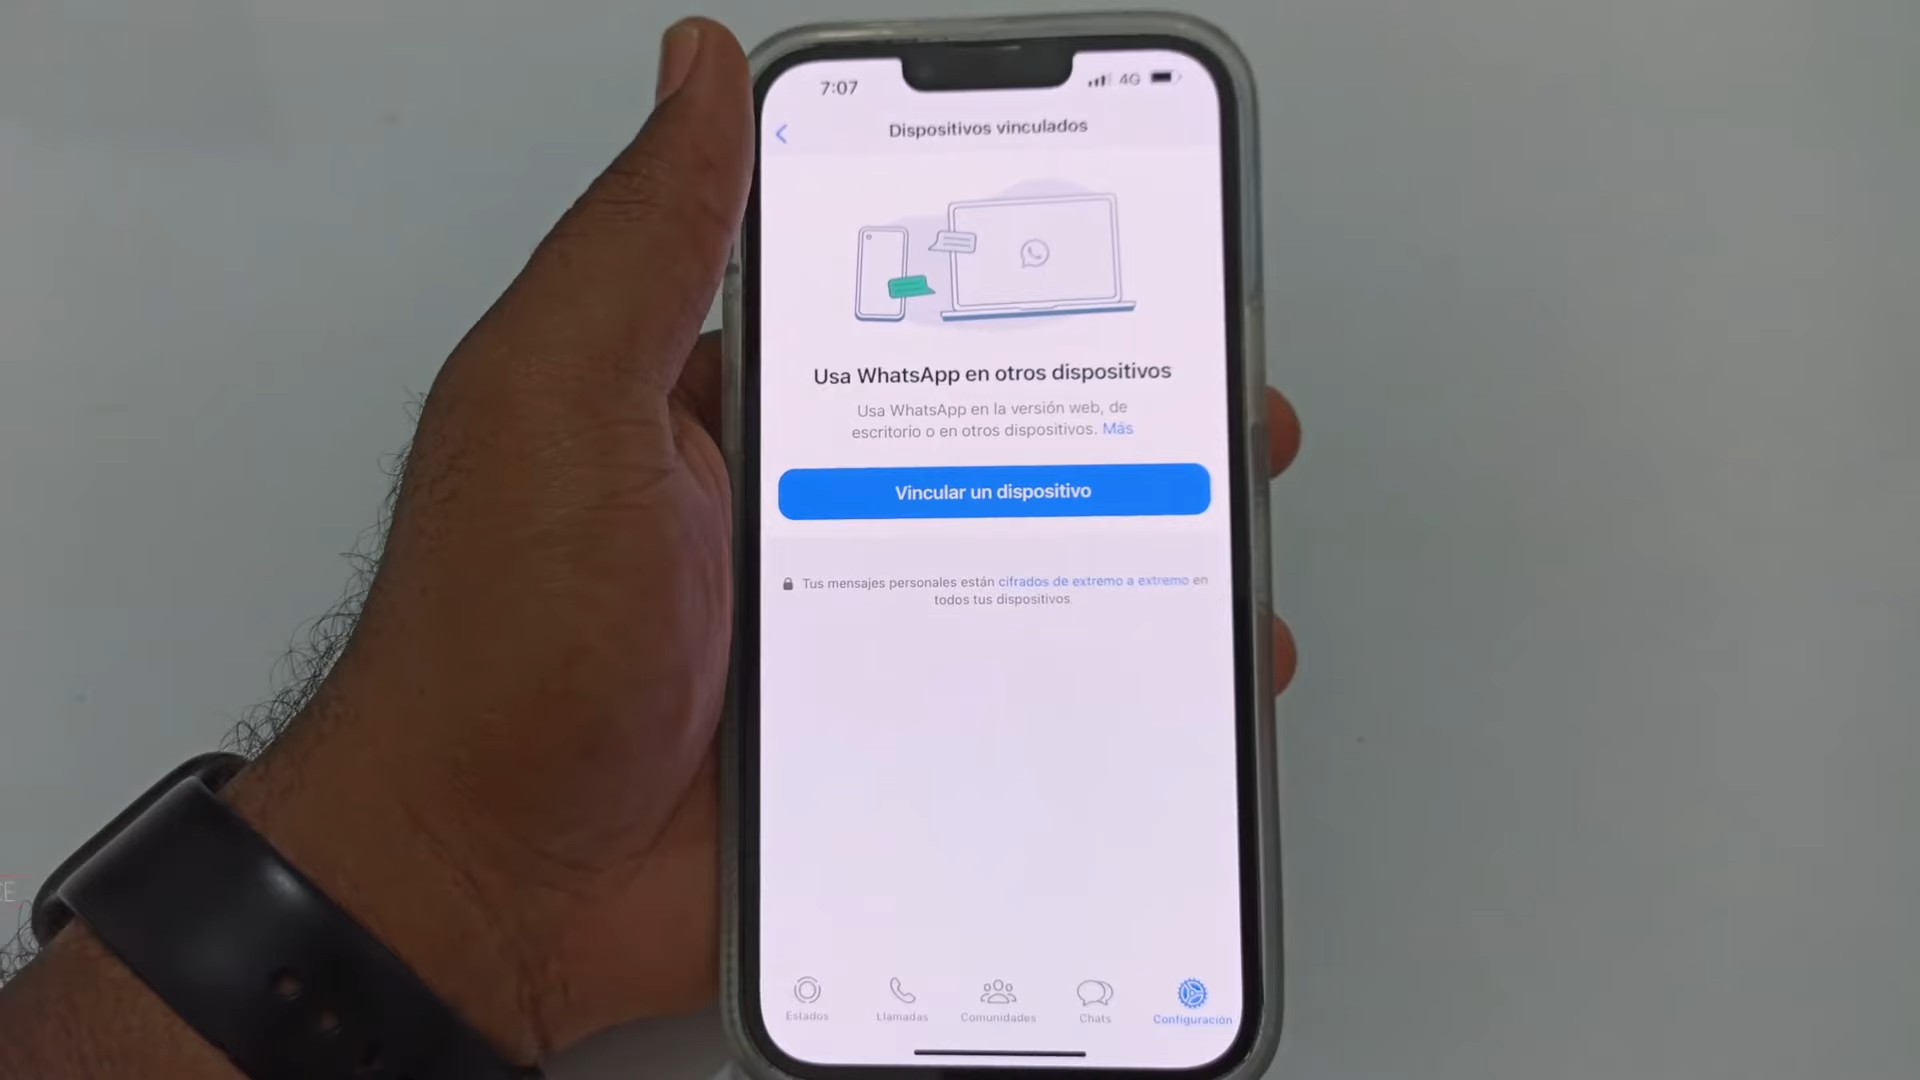 7:07
4G
Dispositivos vinculados
Usa WhatsApp en otros dispositivos
Usa WhatsApp en la versión web, de
escritorio o en otros dispositivos. Más
Vincular un dispositivo
Tus mensajes personales están cifrados de extremo a extremo en
todos tus dispositivos.
Estados
Llamadas
Comunidades
Chats
Configuración